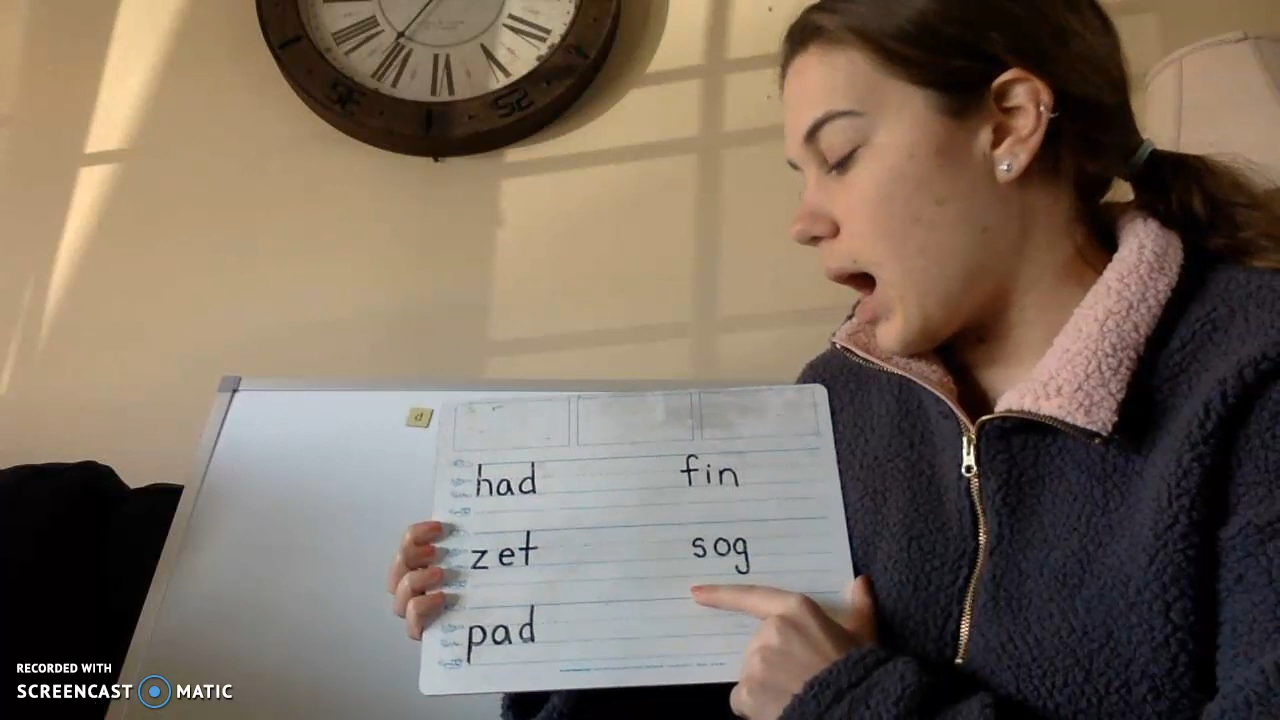 d
had fin
zet sog
pad
RECORDED WITH
SCREENCAST MATIC